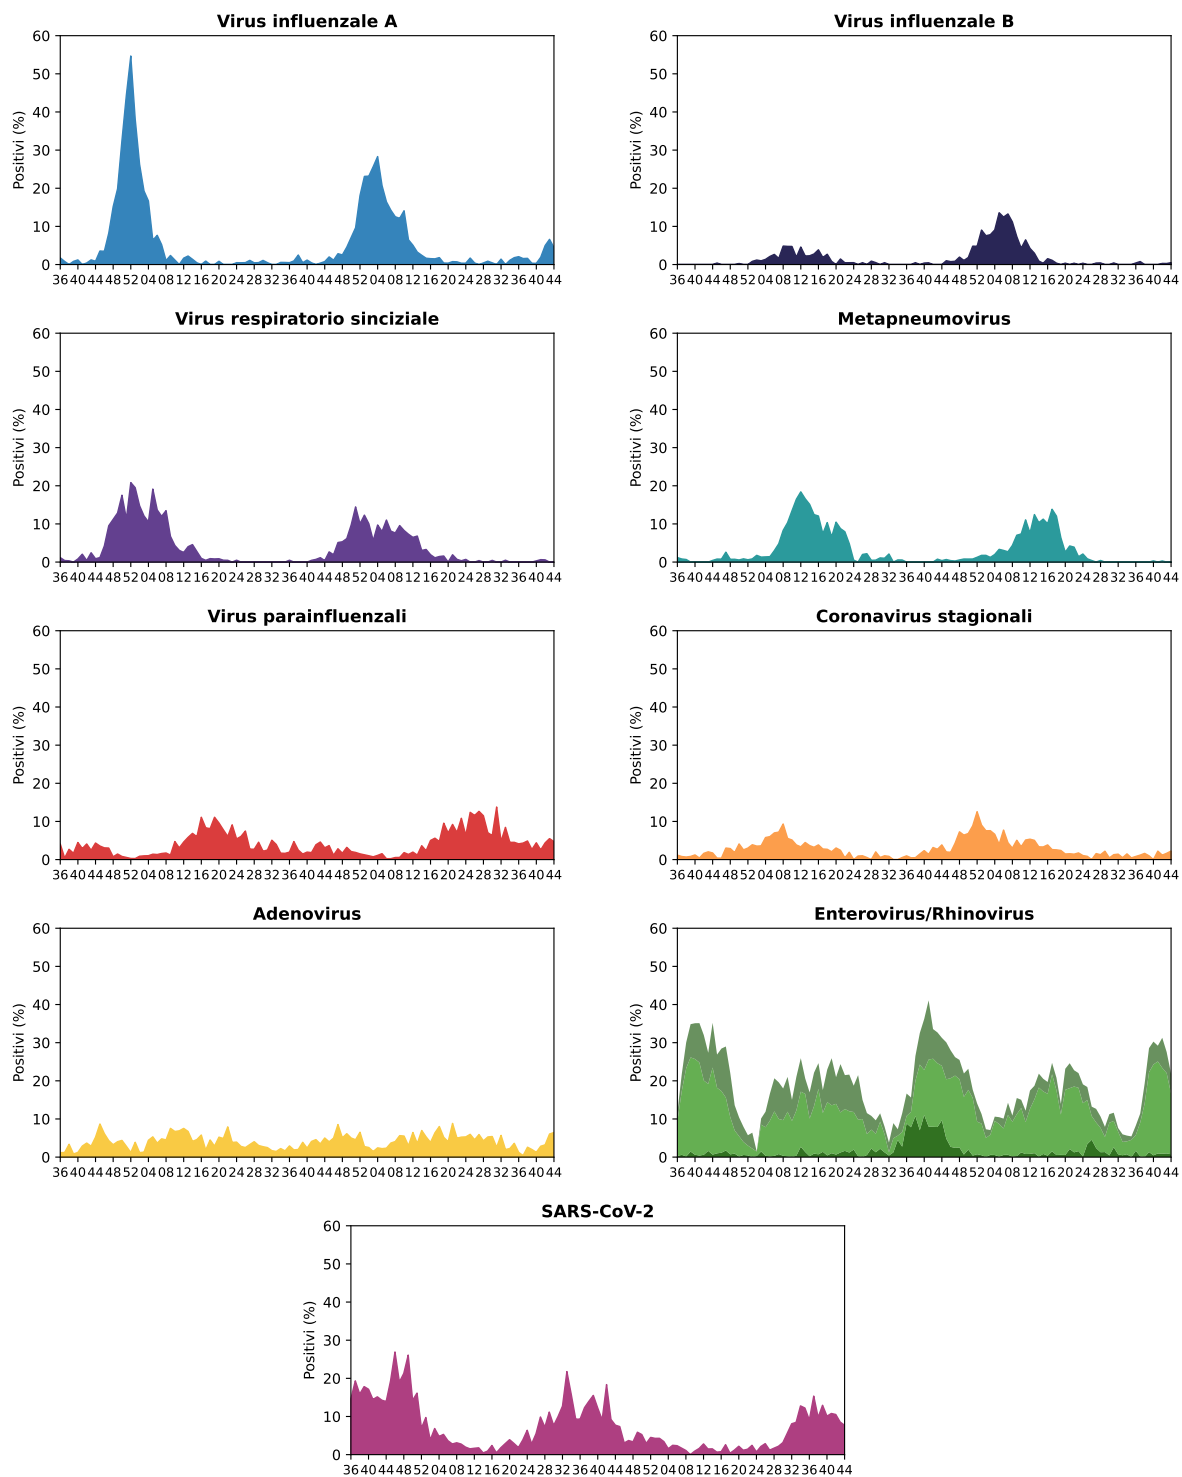 Virus influenzale A
Positivi (%)
60
50
40
30
20
10
0
36 40 44 48 52 04 08 12 16 20 24 28 32 36 40 44 48 52 04 08 12 16 20 24 28 32 36 40 44
Virus influenzale B
Positivi (%)
60
50
40
30
20
10
0
36 40 44 48 52 04 08 12 16 20 24 28 32 36 40 44 48 52 04 08 12 16 20 24 28 32 36 40 44
Virus respiratorio sinciziale
Positivi (%)
60
50
40
30
20
10
0
36 40 44 48 52 04 08 12 16 20 24 28 32 36 40 44 48 52 04 08 12 16 20 24 28 32 36 40 44
Metapneumovirus
Positivi (%)
60
50
40
30
20
10
0
36 40 44 48 52 04 08 12 16 20 24 28 32 36 40 44 48 52 04 08 12 16 20 24 28 32 36 40 44
Virus parainfluenzali
Positivi (%)
60
50
40
30
20
10
0
36 40 44 48 52 04 08 12 16 20 24 28 32 36 40 44 48 52 04 08 12 16 20 24 28 32 36 40 44
Coronavirus stagionali
Positivi (%)
60
50
40
30
20
10
0
36 40 44 48 52 04 08 12 16 20 24 28 32 36 40 44 48 52 04 08 12 16 20 24 28 32 36 40 44
Adenovirus
Positivi (%)
60
50
40
30
20
10
0
36 40 44 48 52 04 08 12 16 20 24 28 32 36 40 44 48 52 04 08 12 16 20 24 28 32 36 40 44
Enterovirus/Rhinovirus
Positivi (%)
60
50
40
30
20
10
0
36 40 44 48 52 04 08 12 16 20 24 28 32 36 40 44 48 52 04 08 12 16 20 24 28 32 36 40 44
SARS-CoV-2
Positivi (%)
60
50
40
30
20
10
0
36 40 44 48 52 04 08 12 16 20 24 28 32 36 40 44 48 52 04 08 12 16 20 24 28 32 36 40 44